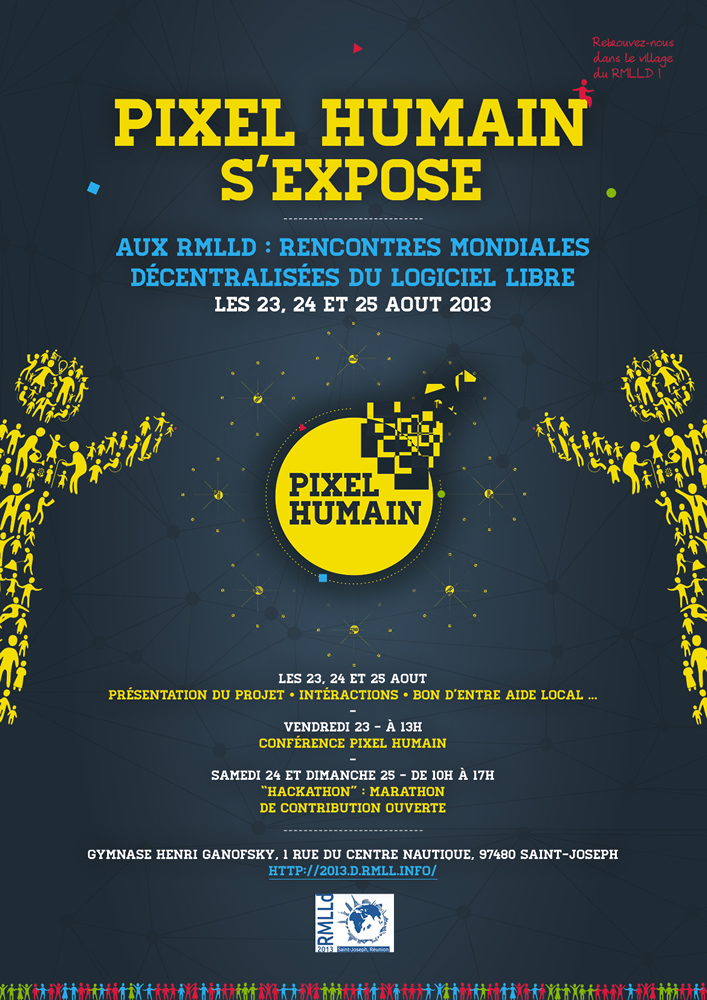 Retrouvez-nous
dans le village
du RMLLD !
PIXEL HUMAIN
S'EXPOSE
AUX RMLLD : RENCONTRES MONDIALES
DÉCENTRALISÉES DU LOGICIEL LIBRE
LES 23, 24 ET 25 AOUT 2013
PIXEL
HUMAIN
LES 23, 24 ET 25 AOUT
PRÉSENTATION DU PROJET • INTÉRACTIONS • BON D'ENTRE AIDE LOCAL ...
–
VENDREDI 23 - À 13H
CONFÉRENCE PIXEL HUMAIN
–
SAMEDI 24 ET DIMANCHE 25 - DE 10H À 17H
"HACKATHON" : MARATHON
DE CONTRIBUTION OUVERTE
GYMNASE HENRI GANOFSKY, 1 RUE DU CENTRE NAUTIQUE, 97480 SAINT-JOSEPH
HTTP://2013.D.RMLL.INFO/
RMLLd
2013
Saint-Joseph, Réunion